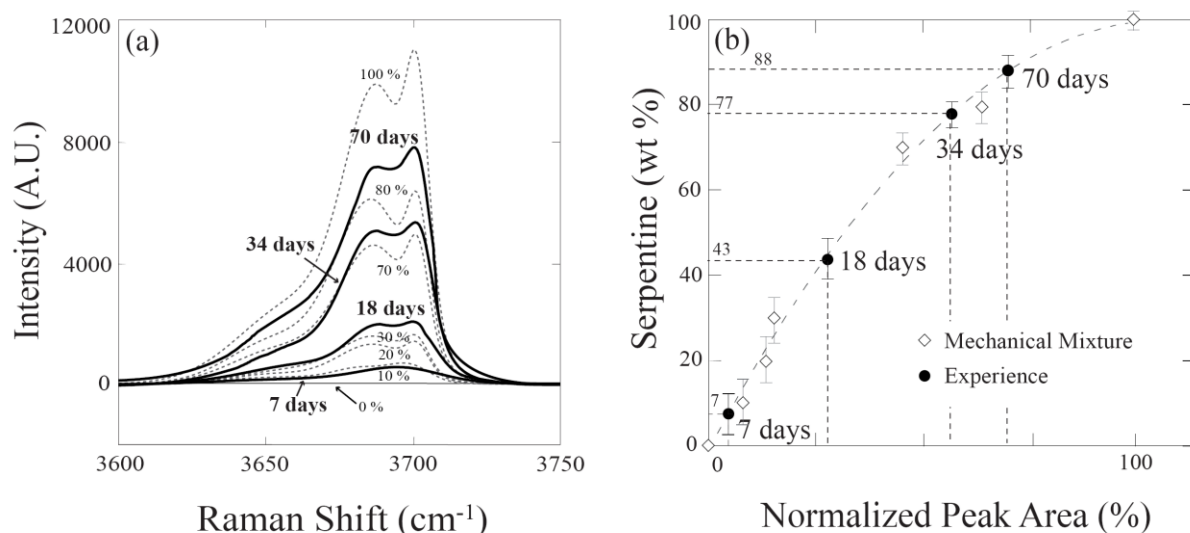 (a)
Intensity (A.U.)
12000
8000
4000
0
100 %
70 days
80 %
34 days
70 %
18 days
30 %
20 %
10 %
7 days
0 %
3600
3650
3700
3750
Raman Shift (cm⁻¹)
(b)
Serpentine (wt %)
100
80
60
40
20
0
88
77
43
7
70 days
34 days
18 days
7 days
Mechanical Mixture
Experience
0
100
Normalized Peak Area (%)